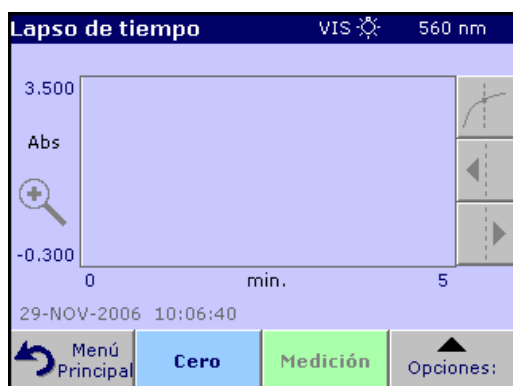 Lapso de tiempo VIS 560 nm
3.500
Abs
-0.300
0 min. 5
29-NOV-2006 10:06:40
Menú Principal
Cero
Medición
Opciones: